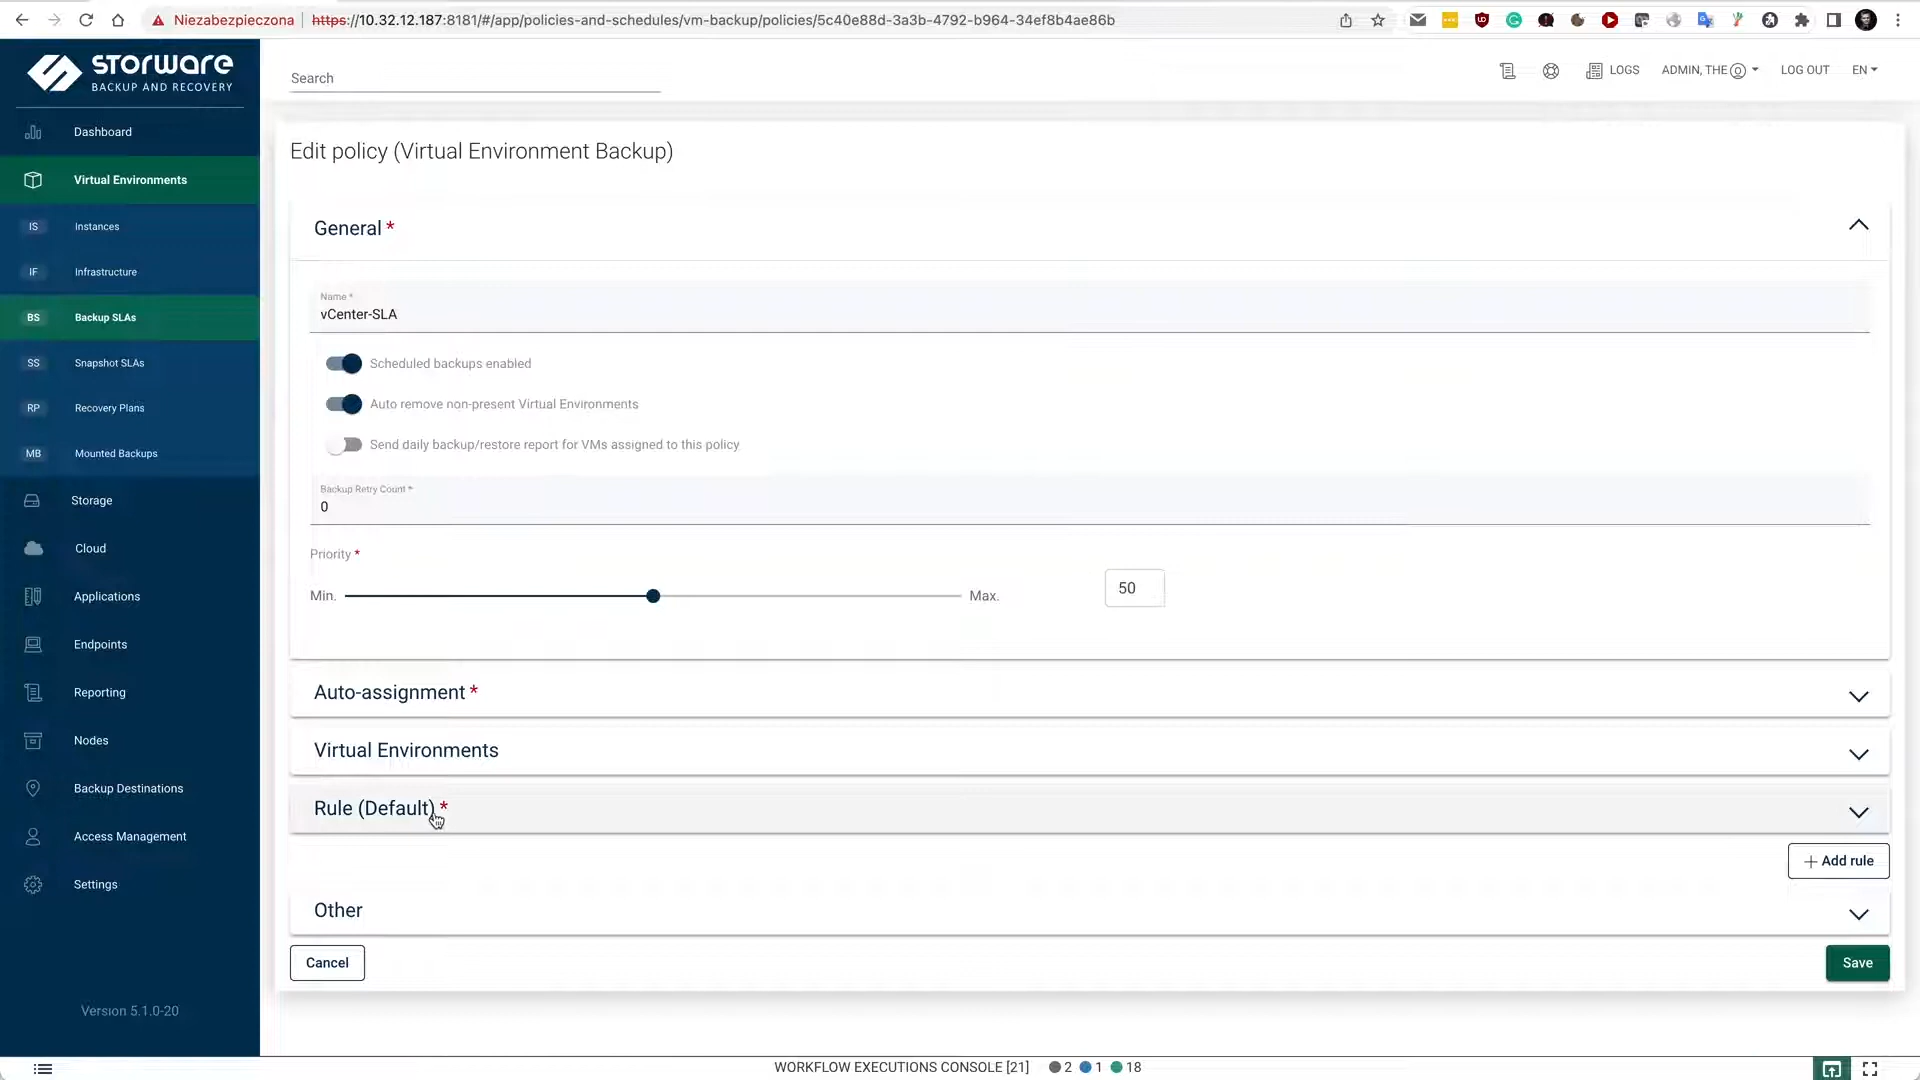 Niezabezpieczona | https://10.32.12.187:8181/#/app/policies-and-schedules/vm-backup/policies/5c40e88d-3a3b-4792-b964-34ef8b4ae86b
STORWARE
BACKUP AND RECOVERY
Search
LOGS
ADMIN, THE
LOG OUT
EN
Dashboard
Virtual Environments
IS Instances
IF Infrastructure
BS Backup SLAs
SS Snapshot SLAs
RP Recovery Plans
MB Mounted Backups
Storage
Cloud
Applications
Endpoints
Reporting
Nodes
Backup Destinations
Access Management
Settings
Version 5.1.0-20
Edit policy (Virtual Environment Backup)
General *
Name *
vCenter-SLA
Scheduled backups enabled
Auto remove non-present Virtual Environments
Send daily backup/restore report for VMs assigned to this policy
Backup Retry Count *
0
Priority *
Min.
Max.
50
Auto-assignment *
Virtual Environments
Rule (Default) *
+ Add rule
Other
Cancel
Save
WORKFLOW EXECUTIONS CONSOLE [21] 2 1 18